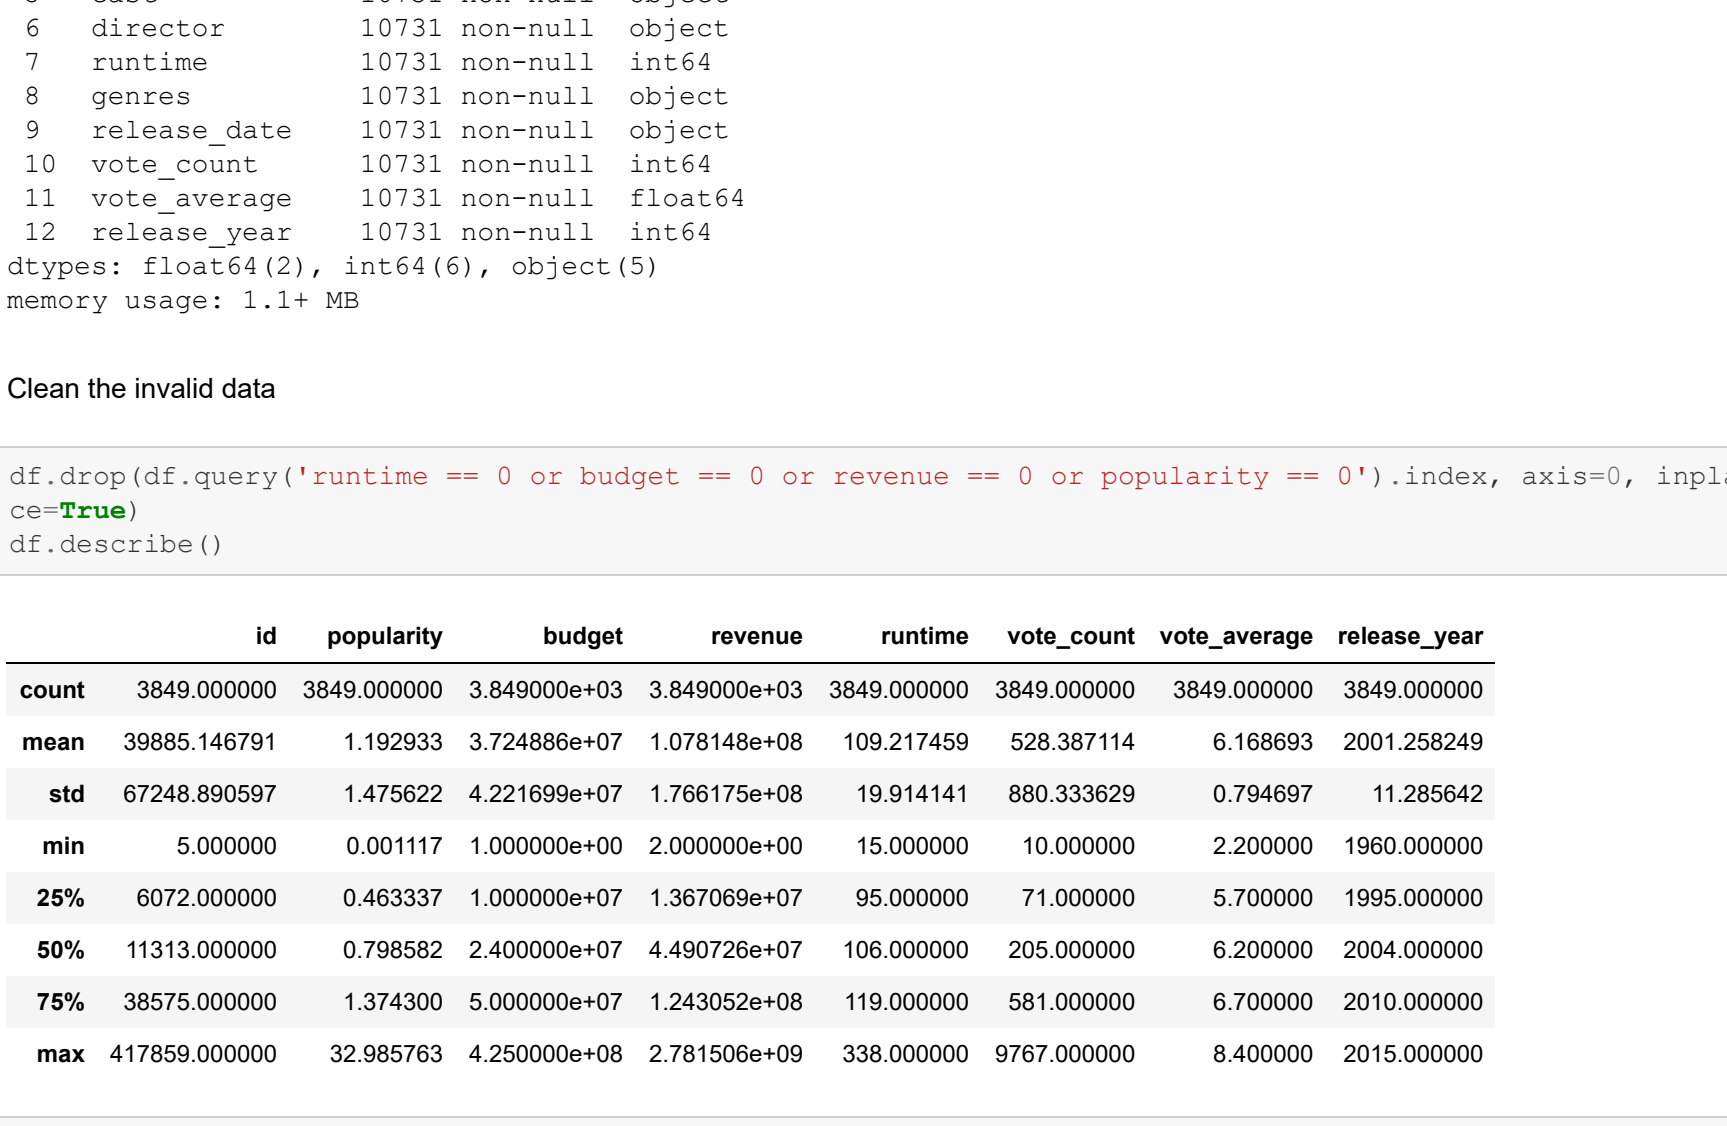 6 director 10731 non-null object
7 runtime 10731 non-null int64
8 genres 10731 non-null object
9 release_date 10731 non-null object
10 vote_count 10731 non-null int64
11 vote_average 10731 non-null float64
12 release_year 10731 non-null int64
dtypes: float64(2), int64(6), object(5)
memory usage: 1.1+ MB
Clean the invalid data
df.drop(df.query('runtime == 0 or budget == 0 or revenue == 0 or popularity == 0').index, axis=0, inpla
ce=True)
df.describe()
id popularity budget revenue runtime vote_count vote_average release_year
count 3849.000000 3849.000000 3.849000e+03 3.849000e+03 3849.000000 3849.000000 3849.000000 3849.000000
mean 39885.146791 1.192933 3.724886e+07 1.078148e+08 109.217459 528.387114 6.168693 2001.258249
std 67248.890597 1.475622 4.221699e+07 1.766175e+08 19.914141 880.333629 0.794697 11.285642
min 5.000000 0.001117 1.000000e+00 2.000000e+00 15.000000 10.000000 2.200000 1960.000000
25% 6072.000000 0.463337 1.000000e+07 1.367069e+07 95.000000 71.000000 5.700000 1995.000000
50% 11313.000000 0.798582 2.400000e+07 4.490726e+07 106.000000 205.000000 6.200000 2004.000000
75% 38575.000000 1.374300 5.000000e+07 1.243052e+08 119.000000 581.000000 6.700000 2010.000000
max 417859.000000 32.985763 4.250000e+08 2.781506e+09 338.000000 9767.000000 8.400000 2015.000000